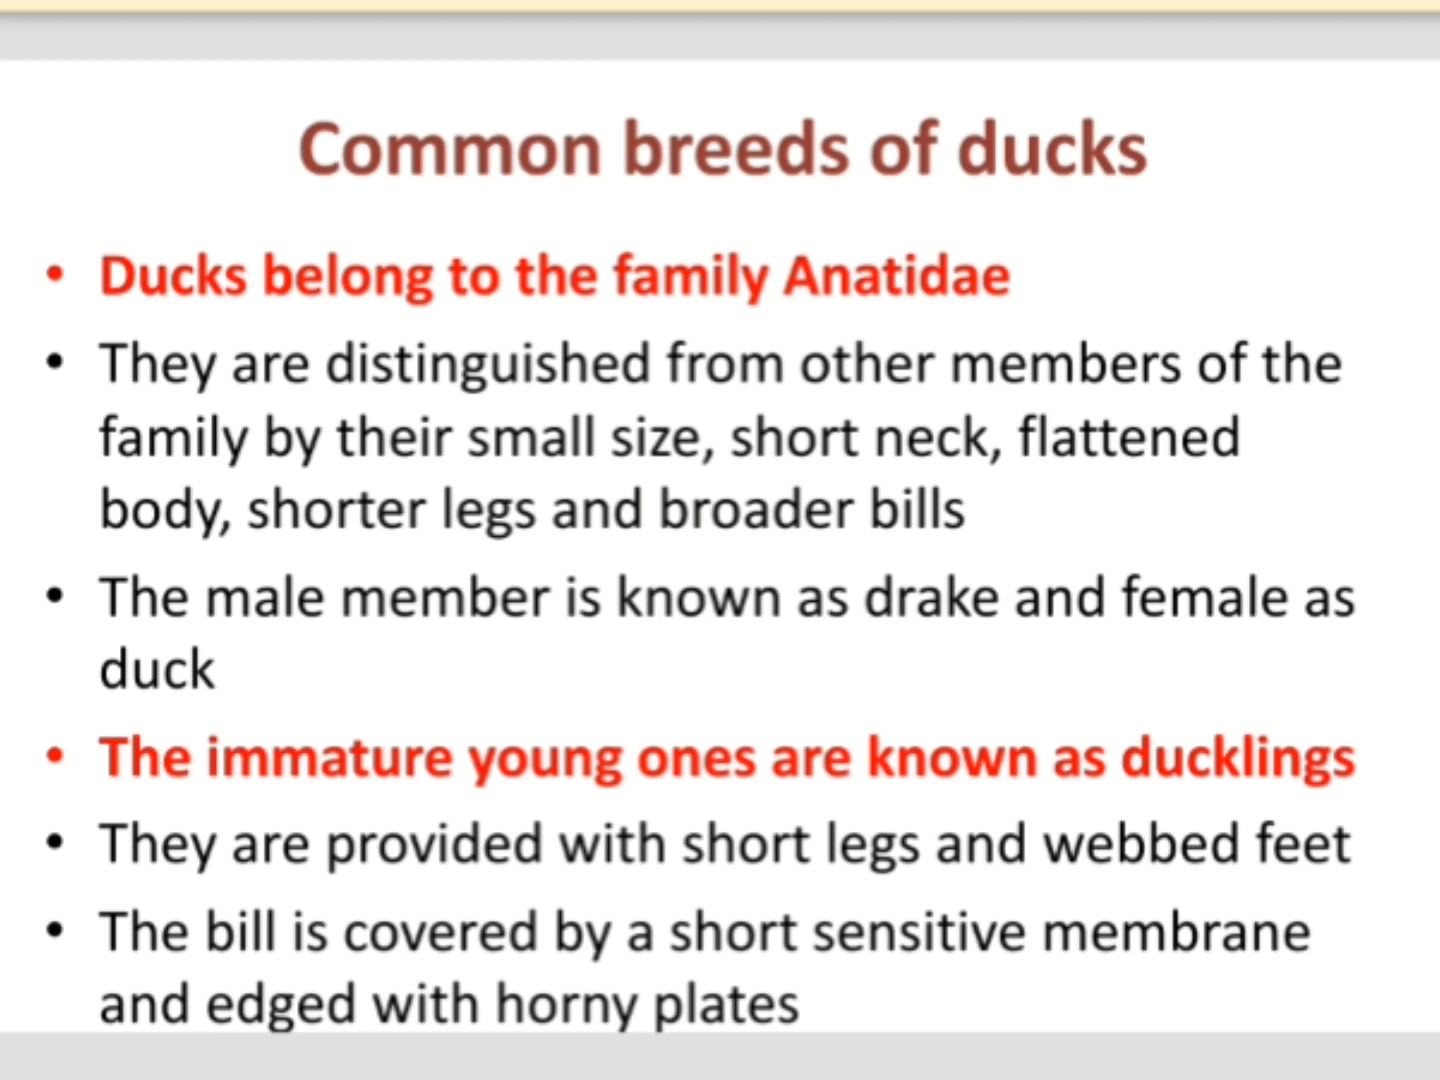 Common breeds of ducks
• Ducks belong to the family Anatidae
• They are distinguished from other members of the
family by their small size, short neck, flattened
body, shorter legs and broader bills
• The male member is known as drake and female as
duck
• The immature young ones are known as ducklings
• They are provided with short legs and webbed feet
• The bill is covered by a short sensitive membrane
and edged with horny plates